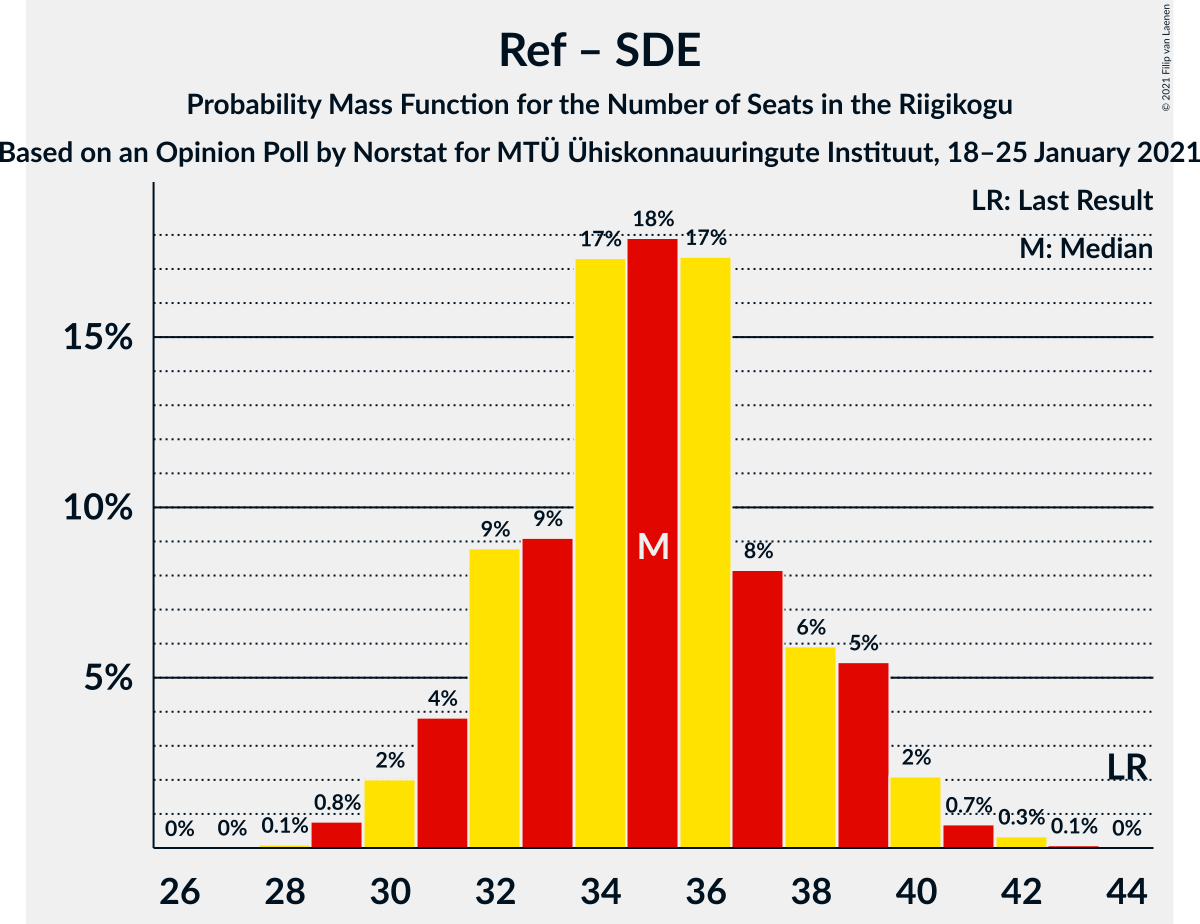 Ref – SDE
Probability Mass Function for the Number of Seats in the Riigikogu
Based on an Opinion Poll by Norstat for MTÜ Ühiskonnauuringute Instituut, 18–25 January 2021
© 2021 Filip van Laenen
LR: Last Result
M: Median
15%
10%
5%
0% 0% 0.1% 0.8% 2% 4% 9% 9% 17% 18% 17% 8% 6% 5% 2% 0.7% 0.3% 0.1% 0%
M
LR
26 28 30 32 34 36 38 40 42 44